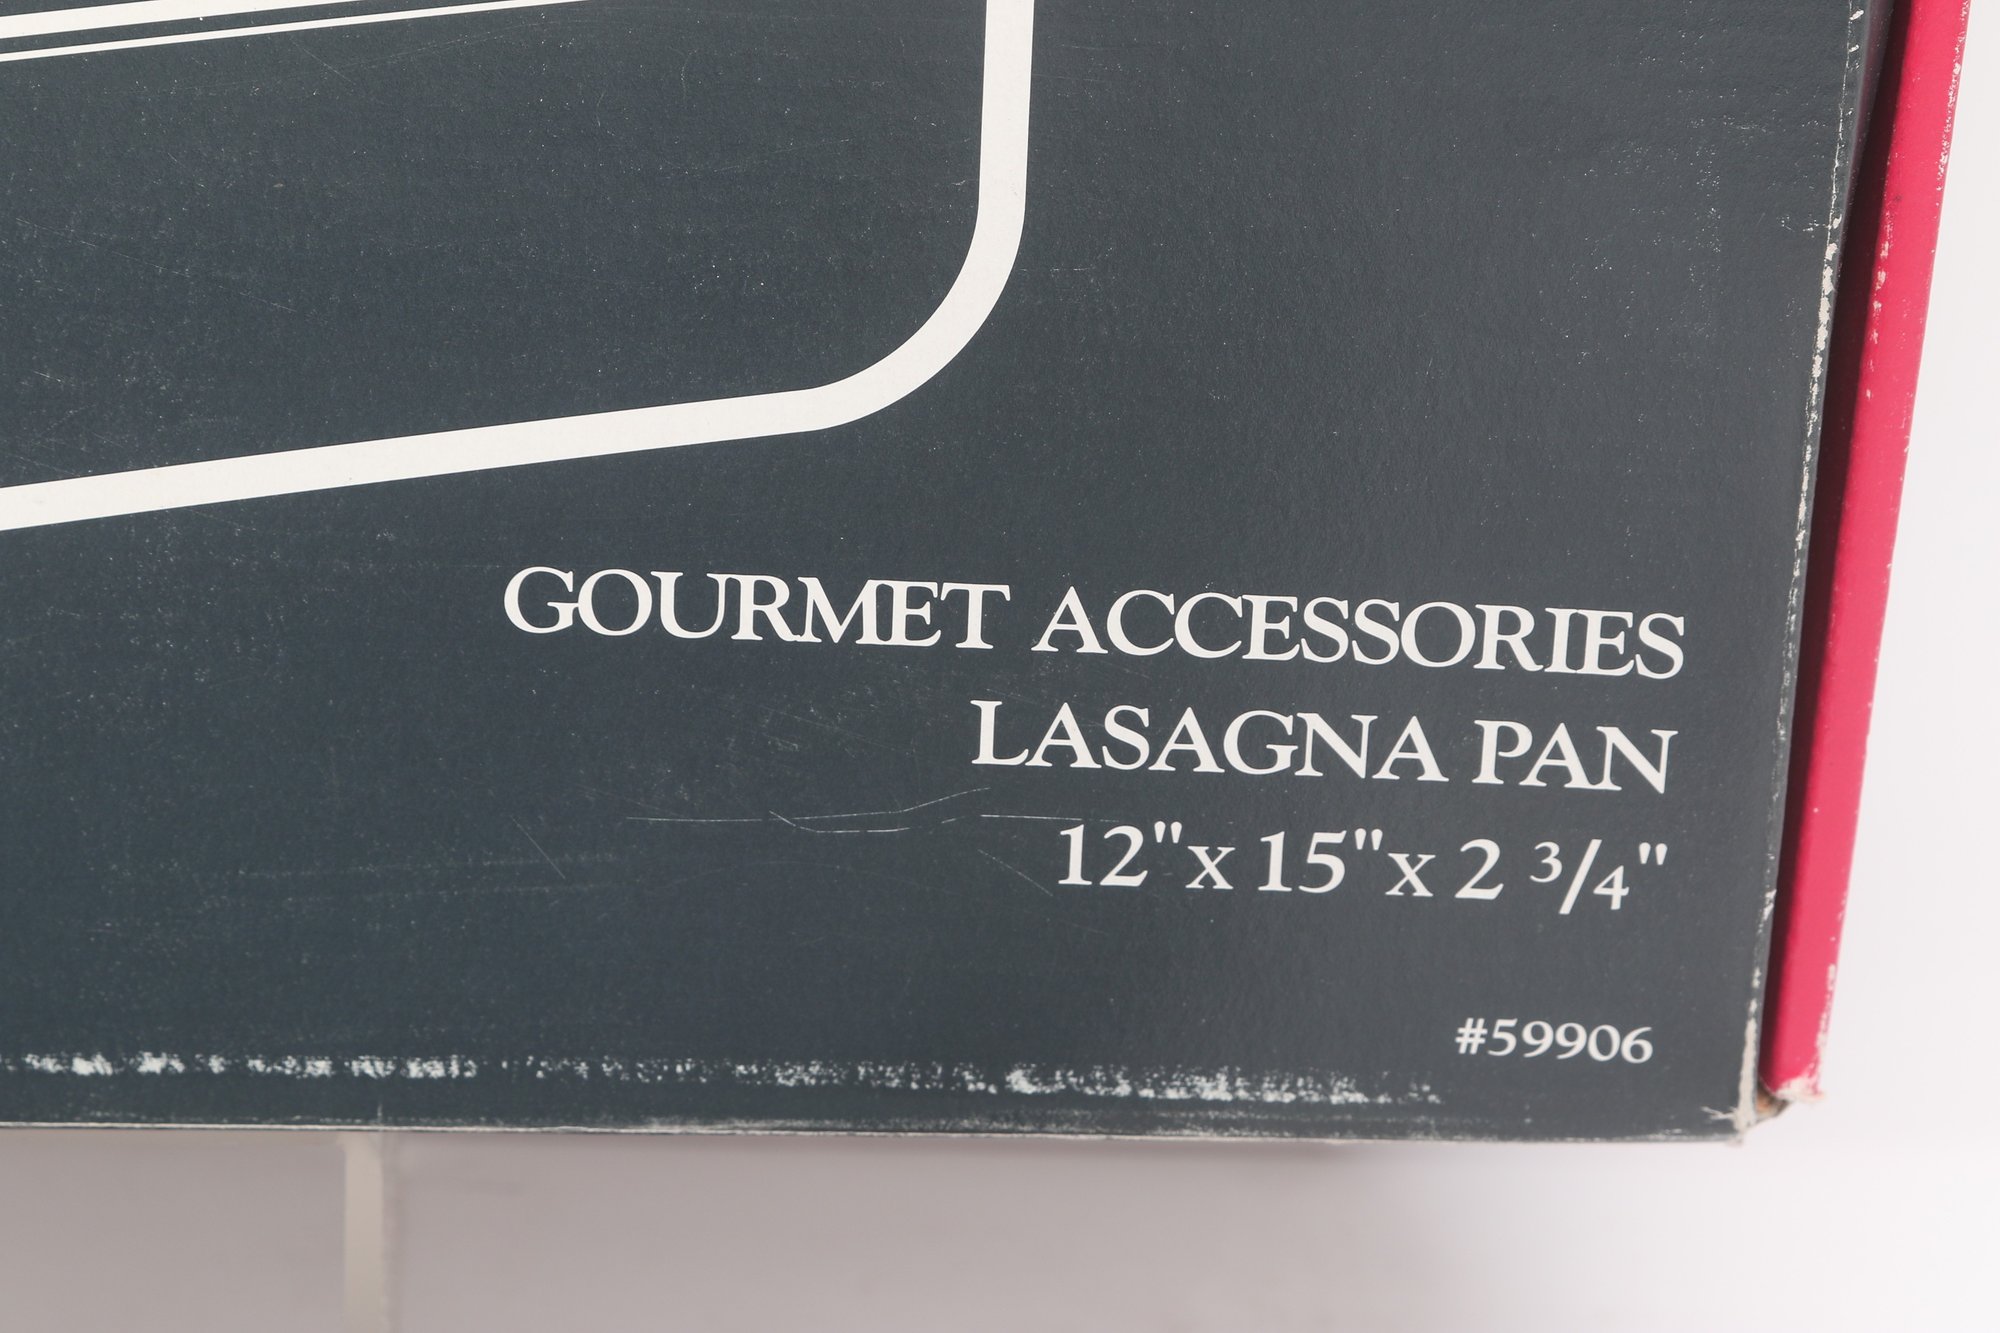 GOURMET ACCESSORIES
LASAGNA PAN
12"x 15"x 2 3/4"
#59906